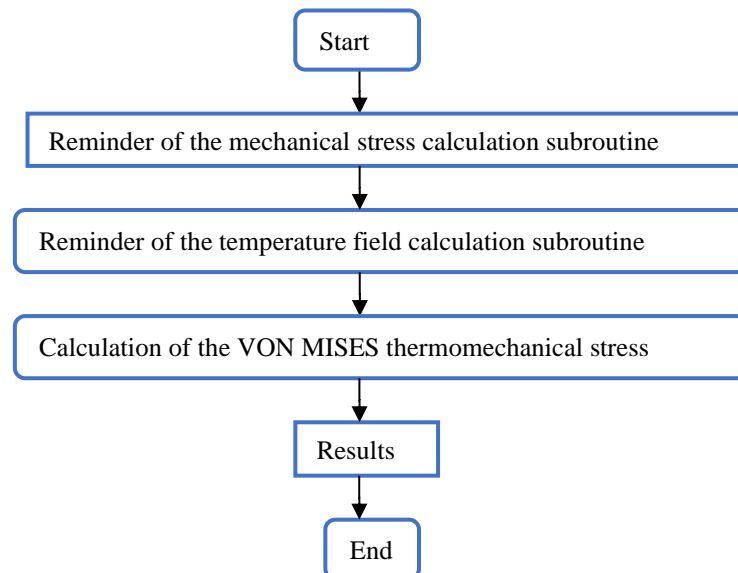 Start
Reminder of the mechanical stress calculation subroutine
Reminder of the temperature field calculation subroutine
Calculation of the VON MISES thermomechanical stress
Results
End